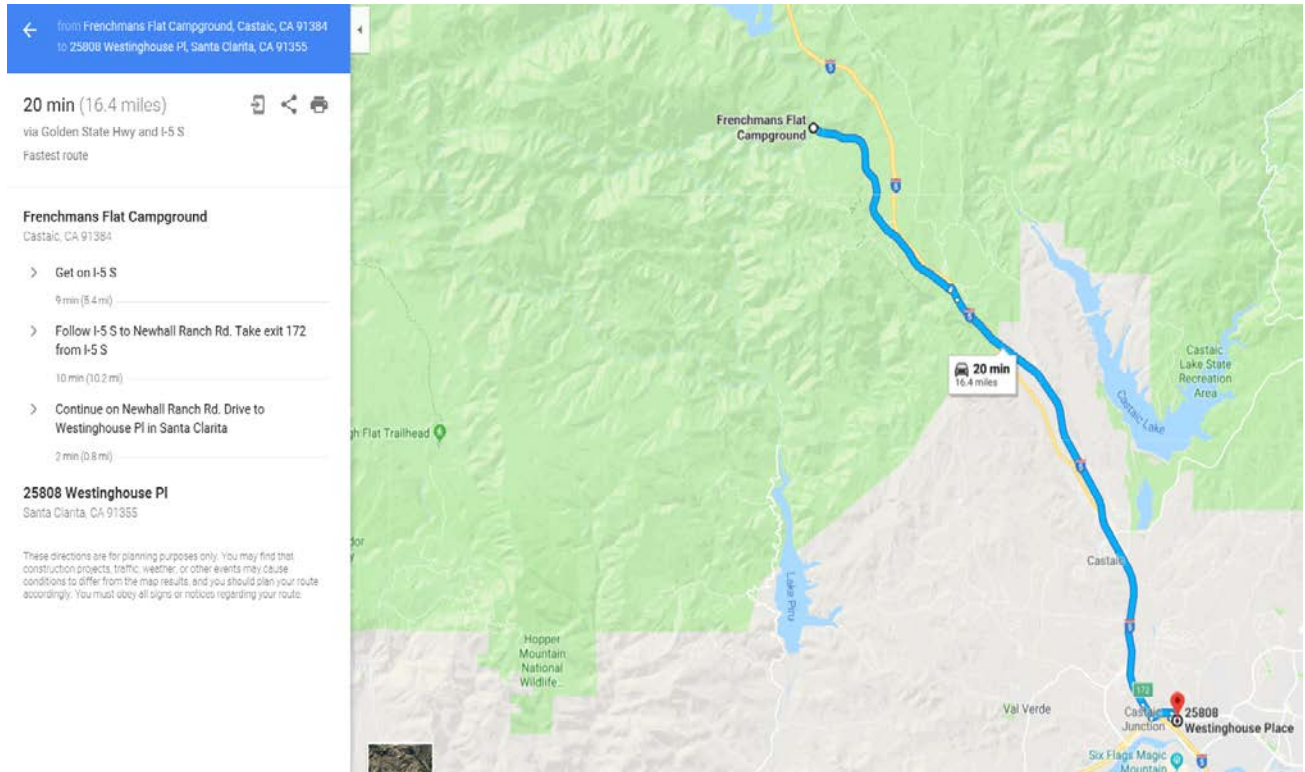 from Frenchmans Flat Campground, Castaic, CA 91384
to 25808 Westinghouse Pl, Santa Clarita, CA 91355
20 min (16.4 miles)
via Golden State Hwy and I-5 S
Fastest route
Frenchmans Flat Campground
Castaic, CA 91384
Get on I-5 S
9 min (5.4 mi)
Follow I-5 S to Newhall Ranch Rd. Take exit 172
from I-5 S
10 min (10.2 mi)
Continue on Newhall Ranch Rd. Drive to
Westinghouse Pl in Santa Clarita
2 min (0.8 mi)
25808 Westinghouse Pl
Santa Clarita, CA 91355
These directions are for planning purposes only. You may find that
construction projects, traffic, weather, or other events may cause
conditions to differ from the map results, and you should plan your route
accordingly. You must obey all signs or notices regarding your route.
5
Frenchmans Flat
Campground
5
20 min
16.4 miles
5
Castaic
Lake State
Recreation
Area
Castaic Lake
gh Flat Trailhead
5
dor
y
Castaic
Lake Piru
5
Hopper
Mountain
National
Wildlife...
172
Val Verde
Castaic
Junction
25808
Westinghouse Place
Six Flags Magic
Mountain
5